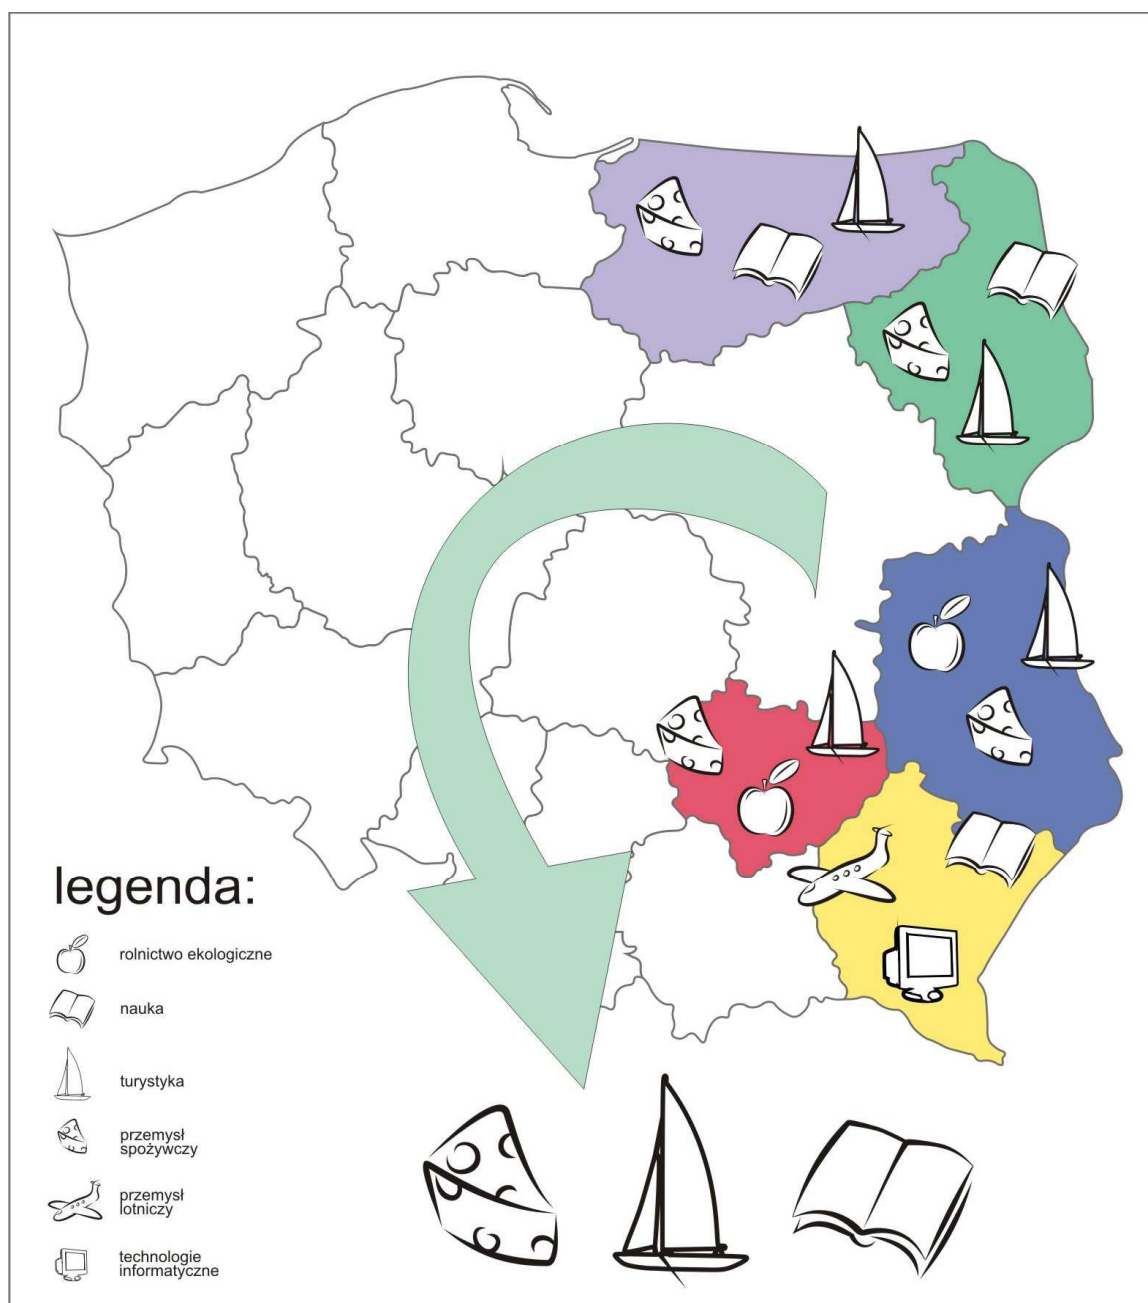 legenda:
rolnictwo ekologiczne
nauka
turystyka
przemysł
spożywczy
przemysł
lotniczy
technologie
informatyczne